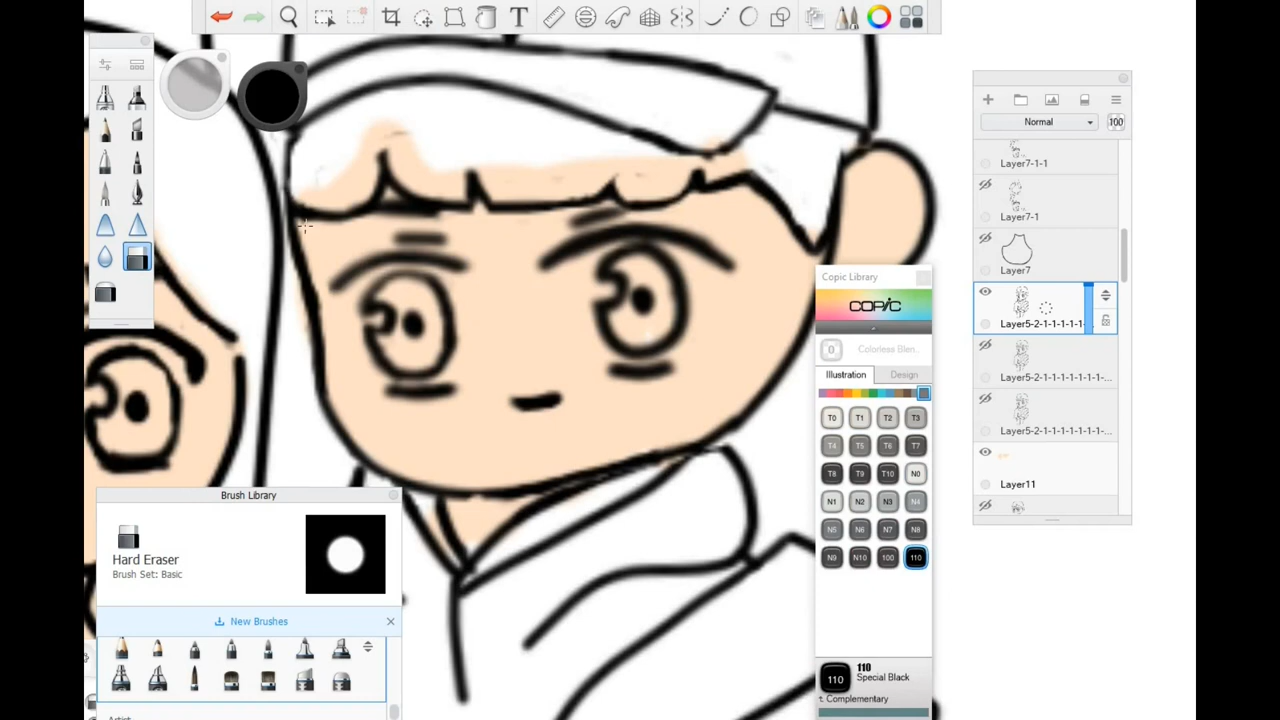 T
Normal
100
Layer7-1-1
Layer7-1
Layer7
Layer5-2-1-1-1-1-1-
Layer5-2-1-1-1-1-1-1-...
Layer5-2-1-1-1-1-1-1-...
Layer11
Copic Library
COPIC
0 Colorless Blen...
Illustration Design
T0 T1 T2 T3
T4 T5 T6 T7
T8 T9 T10 N0
N1 N2 N3 N4
N5 N6 N7 N8
N9 N10 100 110
110
110
Special Black
Complementary
Brush Library
Hard Eraser
Brush Set: Basic
New Brushes
Artist